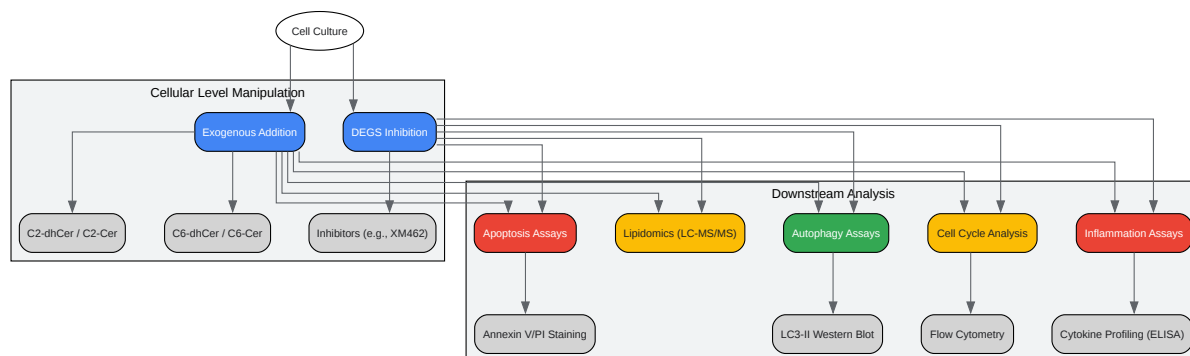 Cell Culture
Cellular Level Manipulation
Exogenous Addition
DEGS Inhibition
Downstream Analysis
C2-dhCer / C2-Cer
C6-dhCer / C6-Cer
Inhibitors (e.g., XM462)
Apoptosis Assays
Lipidomics (LC-MS/MS)
Autophagy Assays
Cell Cycle Analysis
Inflammation Assays
Annexin V/PI Staining
LC3-II Western Blot
Flow Cytometry
Cytokine Profiling (ELISA)